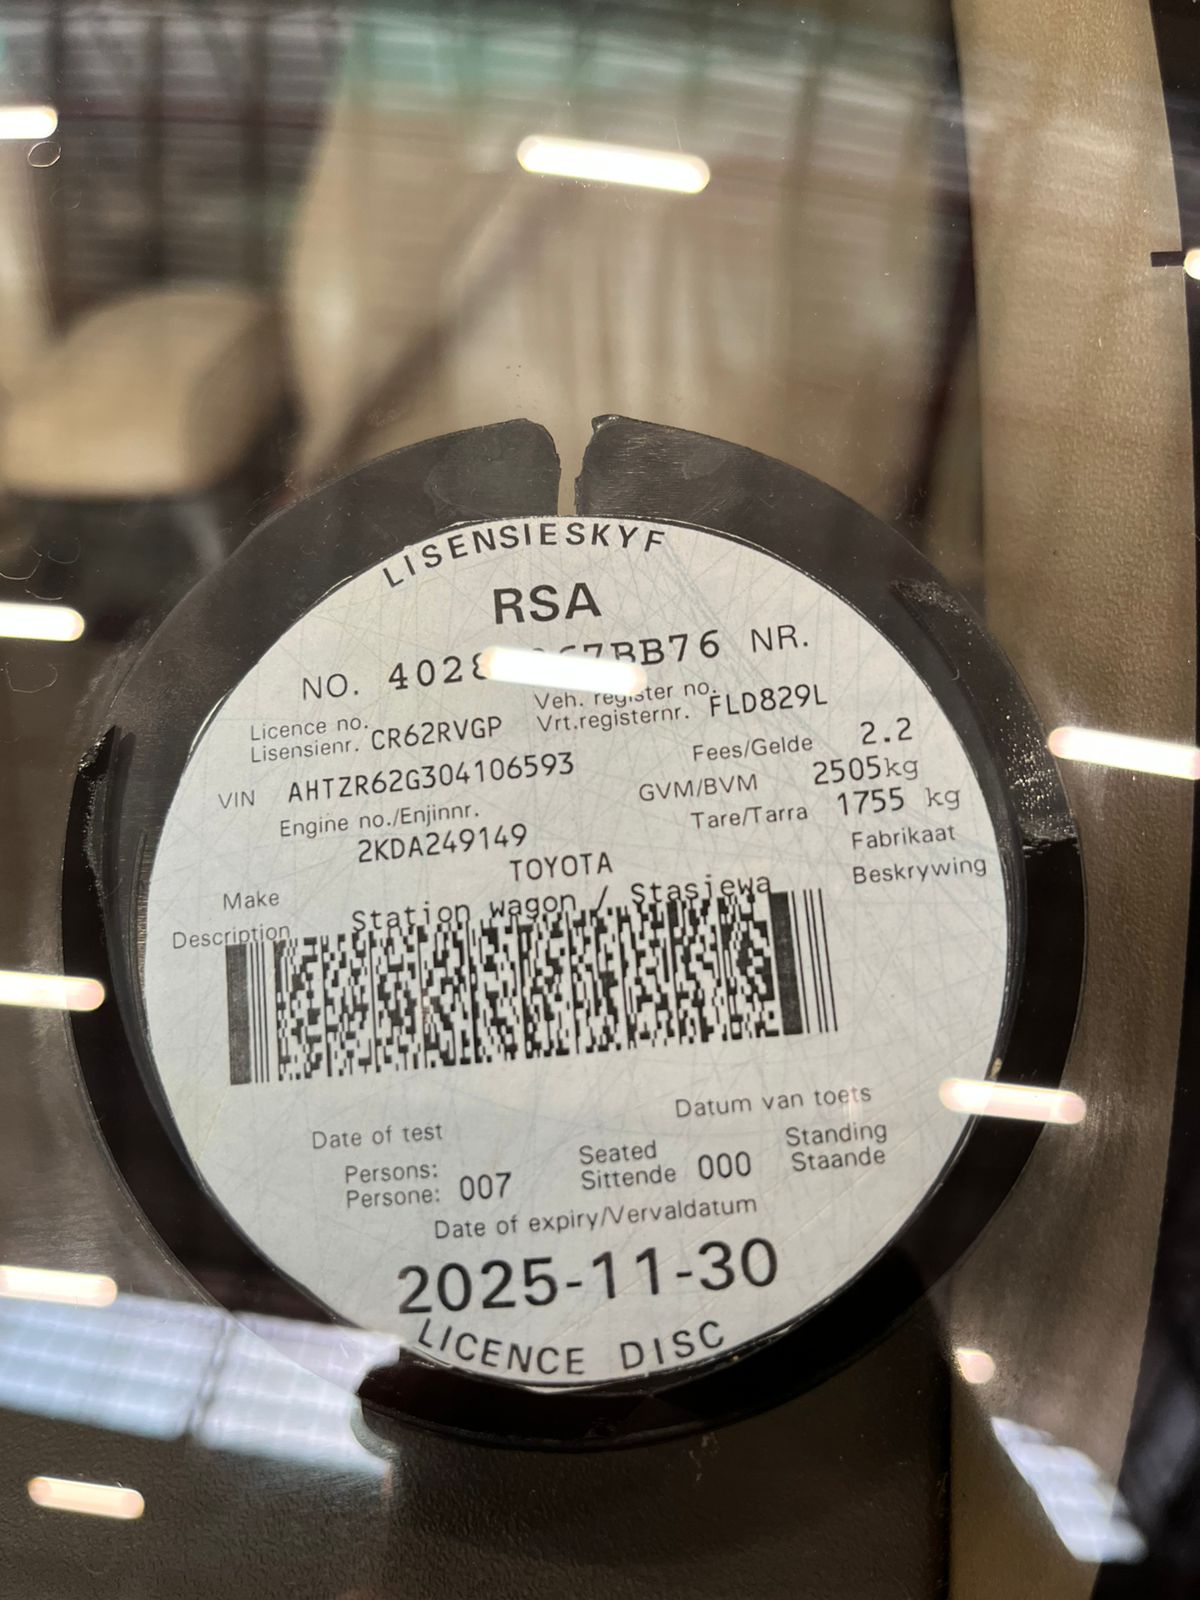 LISENSIESKYF
RSA
NO. NR.
Licence no. Veh. register no.
Lisensienr. CR62RVGP Vrt.registernr. FLD829L
VIN AHTZR62G304106593 Fees/Gelde 2.2
Engine no./Enjinnr. GVM/BVM 2505kg
2KDA249149 Tare/Tarra 1755 kg
Make TOYOTA Fabrikaat
Description Station wagon / Stasiewa Beskrywing
Date of test Datum van toets
Persons: Seated Standing
Persone: 007 Sittende 000 Staande
Date of expiry/Vervaldatum
2025-11-30
LICENCE DISC